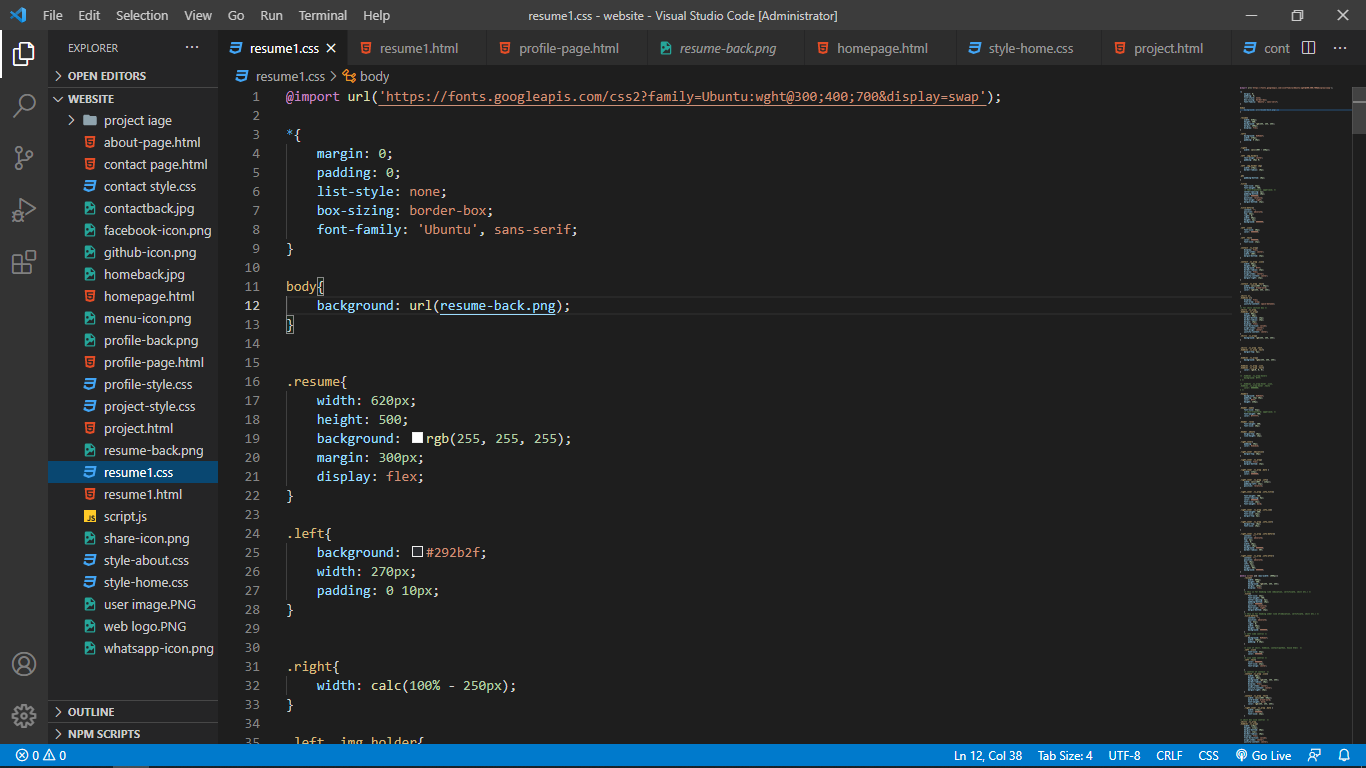 File Edit Selection View Go Run Terminal Help resume1.css - website - Visual Studio Code [Administrator]
EXPLORER ...
OPEN EDITORS
WEBSITE
project iage
about-page.html
contact page.html
contact style.css
contactback.jpg
facebook-icon.png
github-icon.png
homeback.jpg
homepage.html
menu-icon.png
profile-back.png
profile-page.html
profile-style.css
project-style.css
project.html
resume-back.png
resume1.css
resume1.html
script.js
share-icon.png
style-about.css
style-home.css
user image.PNG
web logo.PNG
whatsapp-icon.png
OUTLINE
NPM SCRIPTS
resume1.css resume1.html profile-page.html resume-back.png homepage.html style-home.css project.html cont ...
resume1.css > body
1 @import url('https://fonts.googleapis.com/css2?family=Ubuntu:wght@300;400;700&display=swap');
2
3 *{
4 margin: 0;
5 padding: 0;
6 list-style: none;
7 box-sizing: border-box;
8 font-family: 'Ubuntu', sans-serif;
9 }
10
11 body{
12 background: url(resume-back.png);
13 }
14
15
16 .resume{
17 width: 620px;
18 height: 500;
19 background: rgb(255, 255, 255);
20 margin: 300px;
21 display: flex;
22 }
23
24 .left{
25 background: #292b2f;
26 width: 270px;
27 padding: 0 10px;
28 }
29
30
31 .right{
32 width: calc(100% - 250px);
33 }
34
35 .left .img_holder{
0 0 Ln 12, Col 38 Tab Size: 4 UTF-8 CRLF CSS Go Live